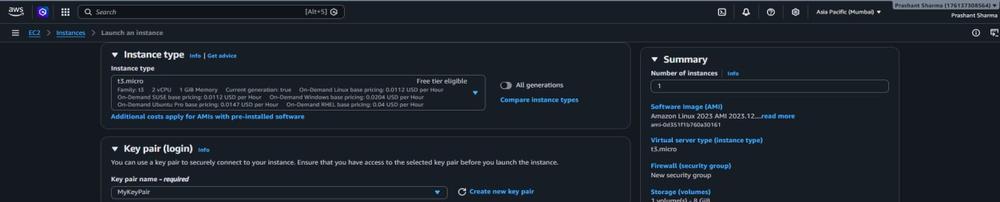 aws
Search [Alt+S]
Asia Pacific (Mumbai)
Prashant Sharma (176137308564)
Prashant Sharma
EC2 > Instances > Launch an instance
Instance type Info | Get advice
Instance type
t3.micro Free tier eligible
Family: t3 2 vCPU 1 GiB Memory Current generation: true On-Demand Linux base pricing: 0.0112 USD per Hour
On-Demand SUSE base pricing: 0.0112 USD per Hour On-Demand Windows base pricing: 0.0204 USD per Hour
On-Demand Ubuntu Pro base pricing: 0.0147 USD per Hour On-Demand RHEL base pricing: 0.04 USD per Hour
All generations
Compare instance types
Additional costs apply for AMIs with pre-installed software
Key pair (login) Info
You can use a key pair to securely connect to your instance. Ensure that you have access to the selected key pair before you launch the instance.
Key pair name - required
MyKeyPair
Create new key pair
Summary
Number of instances | Info
1
Software Image (AMI)
Amazon Linux 2023 AMI 2023.12....read more
ami-0d351f1b760a30161
Virtual server type (instance type)
t3.micro
Firewall (security group)
New security group
Storage (volumes)
1 volume(s) - 8 GiB